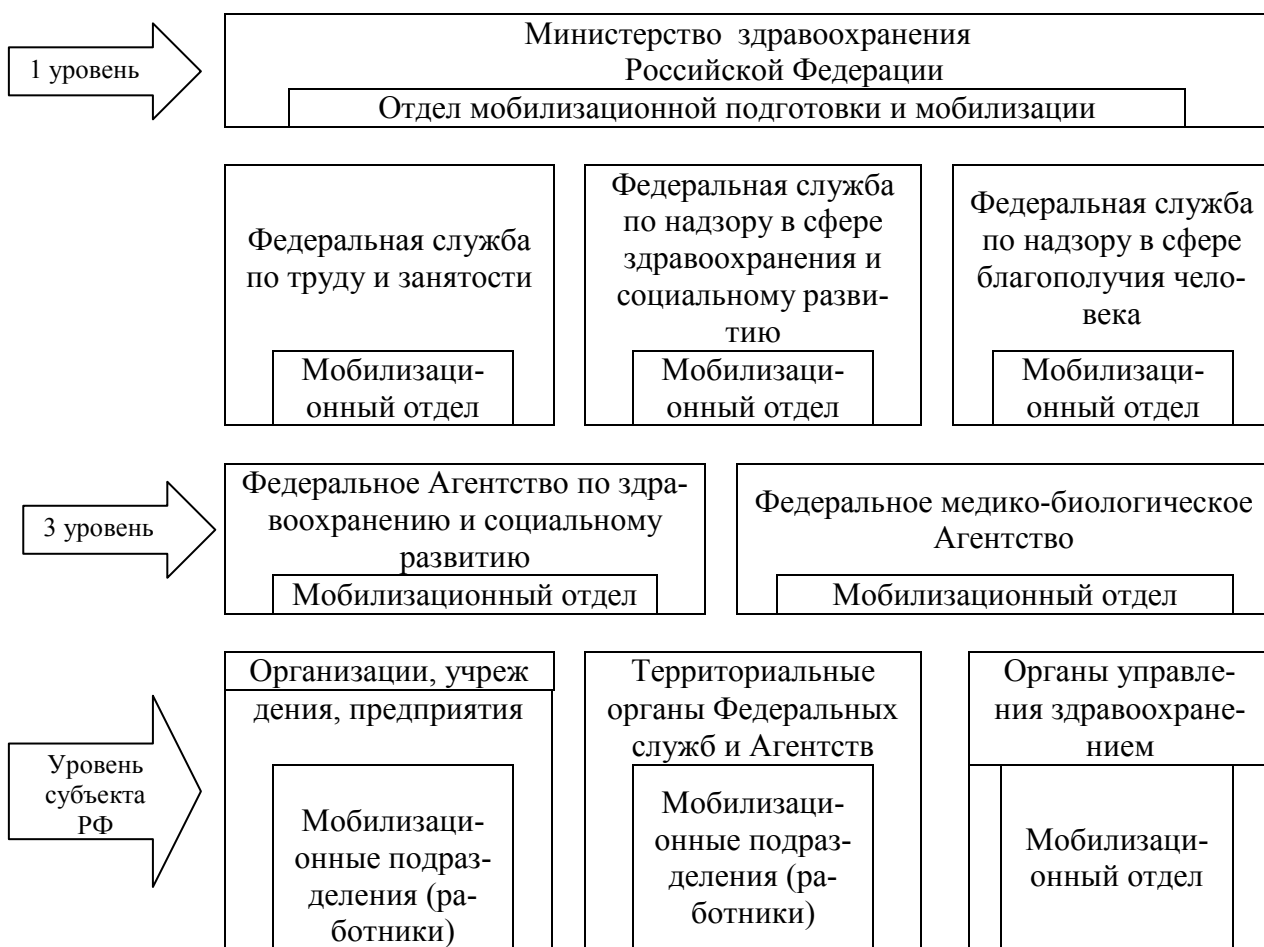 1 уровень
Министерство здравоохранения
Российской Федерации
Отдел мобилизационной подготовки и мобилизации
Федеральная служба
по труду и занятости
Мобилизаци-
онный отдел
Федеральная служба
по надзору в сфере
здравоохранения и
социальному разви-
тию
Мобилизаци-
онный отдел
Федеральная служба
по надзору в сфере
благополучия чело-
века
Мобилизаци-
онный отдел
3 уровень
Федеральное Агентство по здра-
воохранению и социальному
развитию
Мобилизационный отдел
Федеральное медико-биологическое
Агентство
Мобилизационный отдел
Уровень
субъекта
РФ
Организации, учреж
дения, предприятия
Мобилизаци-
онные подраз-
деления (ра-
ботники)
Территориальные
органы Федеральных
служб и Агентств
Мобилизаци-
онные подраз-
деления (ра-
ботники)
Органы управле-
ния здравоохране-
нием
Мобилизаци-
онный отдел